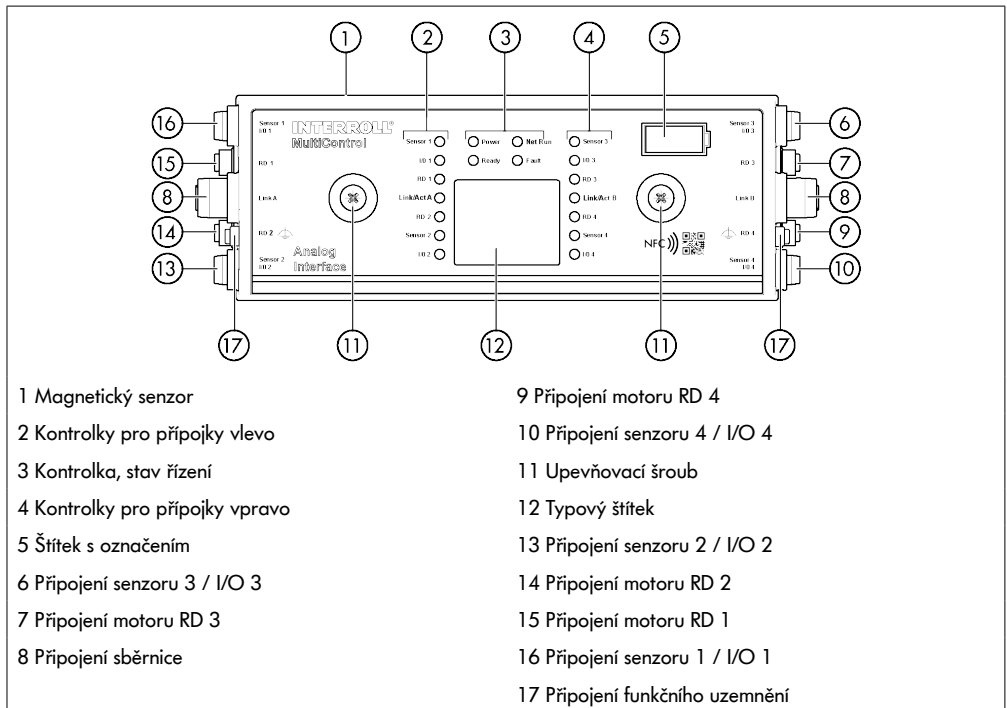 1 2 3 4 5
16 Sensor 1 I/O 1
INTERROLL®
MultiControl
Sensor 1
Power
Net Run
Sensor 3
Sensor 3 I/O 3
6
I/O 1
Ready
Fault
I/O 3
15 RD 1
RD 1
RD 3
RD 3 7
8 Link A
Link/Act A
Link/Act B
Link B 8
14 RD 2
RD 2
RD 4
RD 4 9
Analog
Interface
Sensor 2
Sensor 4
NFC
13 Sensor 2 I/O 2
I/O 2
I/O 4
Sensor 4 I/O 4 10
17 11 12 11 17
1 Magnetický senzor
2 Kontrolky pro přípojky vlevo
3 Kontrolka, stav řízení
4 Kontrolky pro přípojky vpravo
5 Štítek s označením
6 Připojení senzoru 3 / I/O 3
7 Připojení motoru RD 3
8 Připojení sběrnice
9 Připojení motoru RD 4
10 Připojení senzoru 4 / I/O 4
11 Upevňovací šroub
12 Typový štítek
13 Připojení senzoru 2 / I/O 2
14 Připojení motoru RD 2
15 Připojení motoru RD 1
16 Připojení senzoru 1 / I/O 1
17 Připojení funkčního uzemnění